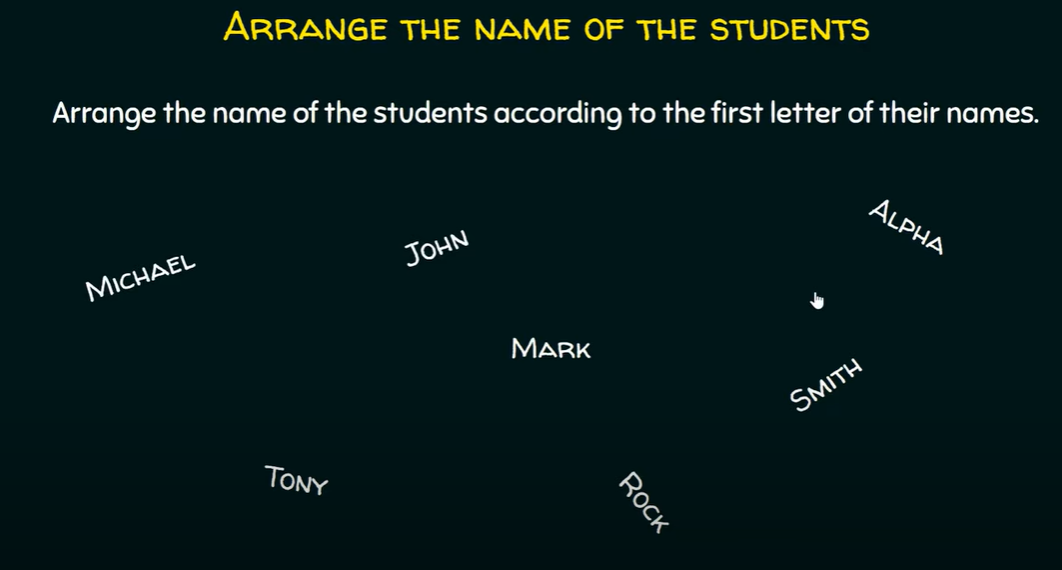 Arrange the name of the students
Arrange the name of the students according to the first letter of their names.
Alpha
John
Michael
Mark
Smith
Tony
Rock